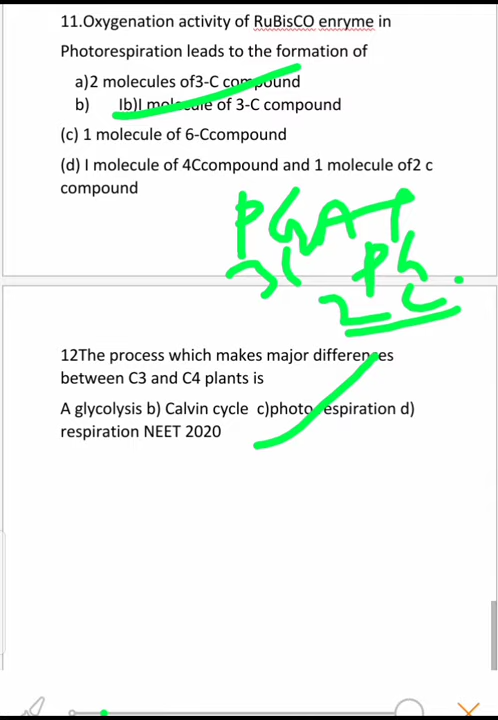 11.Oxygenation activity of RuBisCO enryme in
Photorespiration leads to the formation of
a)2 molecules of3-C compound
b) Ib)I molecule of 3-C compound
(c) 1 molecule of 6-Ccompound
(d) I molecule of 4Ccompound and 1 molecule of2 c
compound
PGA +
3C
PG
2C
12The process which makes major differences
between C3 and C4 plants is
A glycolysis b) Calvin cycle c)photorespiration d)
respiration NEET 2020